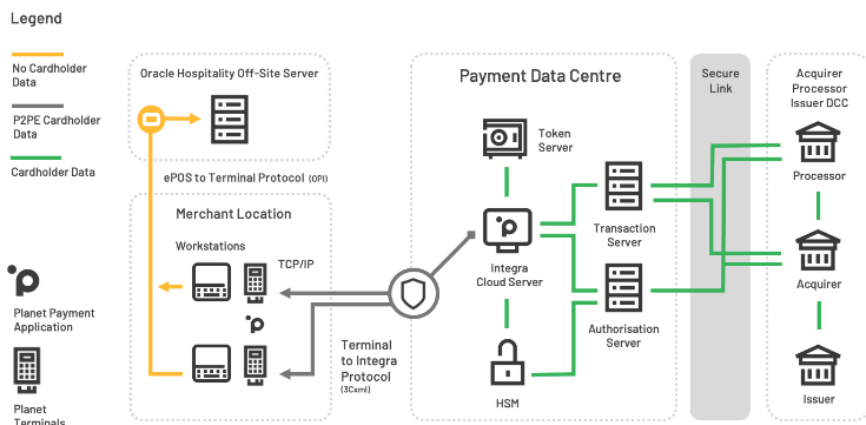 Legend
No Cardholder
Data
P2PE Cardholder
Data
Cardholder Data
Planet Payment
Application
Planet
Terminals
Oracle Hospitality Off-Site Server
ePOS to Terminal Protocol (OPI)
Merchant Location
Workstations
TCP/IP
Terminal
to Integra
Protocol
(3Cxml)
Payment Data Centre
Token
Server
Integra
Cloud Server
HSM
Transaction
Server
Authorisation
Server
Secure
Link
Acquirer
Processor
Issuer DCC
Processor
Acquirer
Issuer